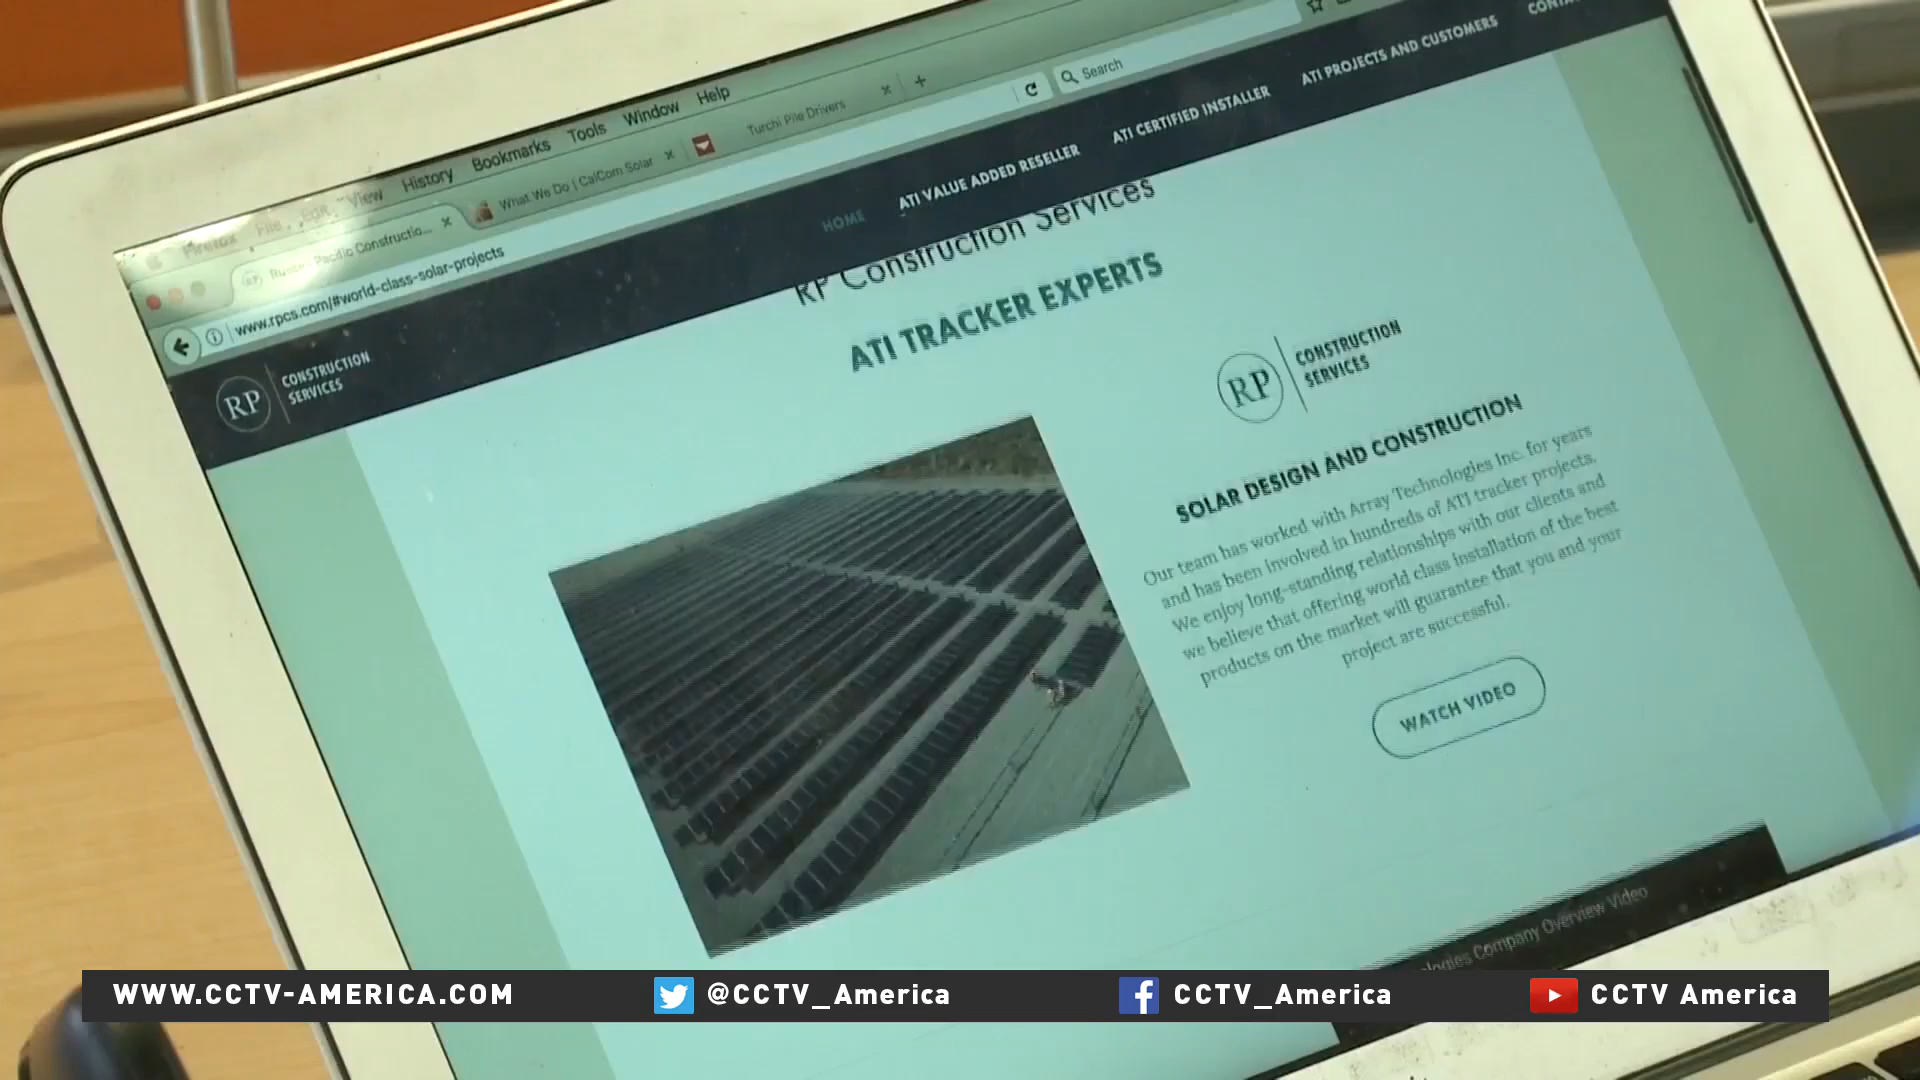 Firefox File Edit View History Bookmarks Tools Window Help
Pacific Constructio...
What We Do | CalCom Solar
Turchi Pile Drivers
www.rpcs.com/#world-class-solar-projects
Search
RP CONSTRUCTION
SERVICES
HOME
ATI VALUE ADDED RESELLER
ATI CERTIFIED INSTALLER
ATI PROJECTS AND CUSTOMERS
RP Construction Services
ATI TRACKER EXPERTS
RP CONSTRUCTION
SERVICES
SOLAR DESIGN AND CONSTRUCTION
Our team has worked with Array Technologies Inc. for years
and has been involved in hundreds of ATI tracker projects.
We enjoy long-standing relationships with our clients and
we believe that offering world class installation of the best
products on the market will guarantee that you and your
project are successful.
WATCH VIDEO
Company Overview Video
WWW.CCTV-AMERICA.COM
@CCTV_America
CCTV_America
CCTV America